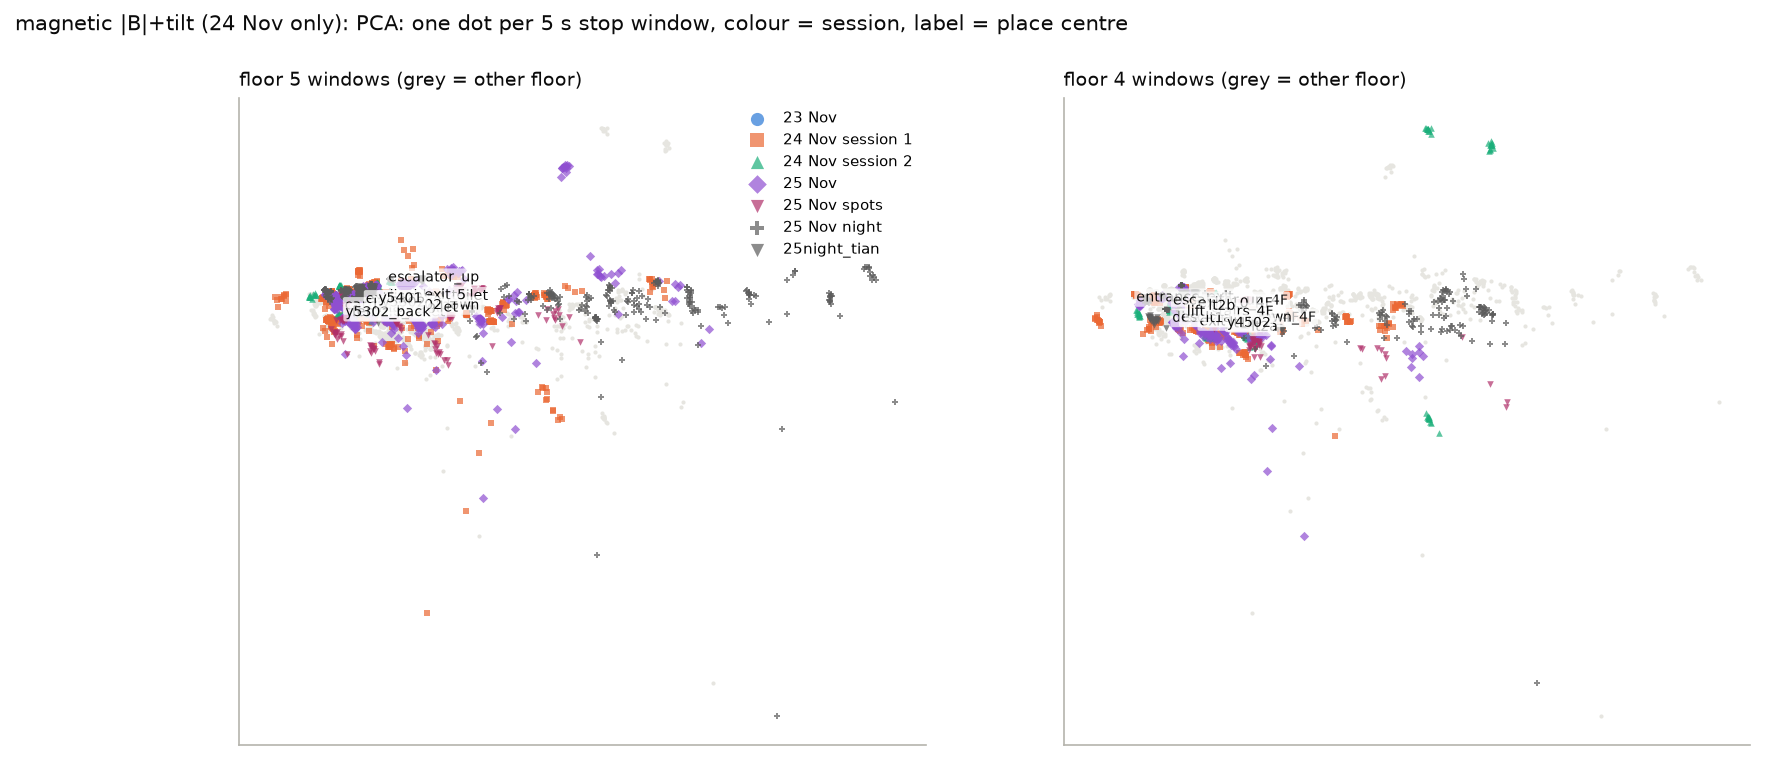 magnetic |B|+tilt (24 Nov only): PCA: one dot per 5 s stop window, colour = session, label = place centre
floor 5 windows (grey = other floor)
23 Nov
24 Nov session 1
24 Nov session 2
25 Nov
25 Nov spots
25 Nov night
25night_tian
escalator_up
y5302_back
floor 4 windows (grey = other floor)